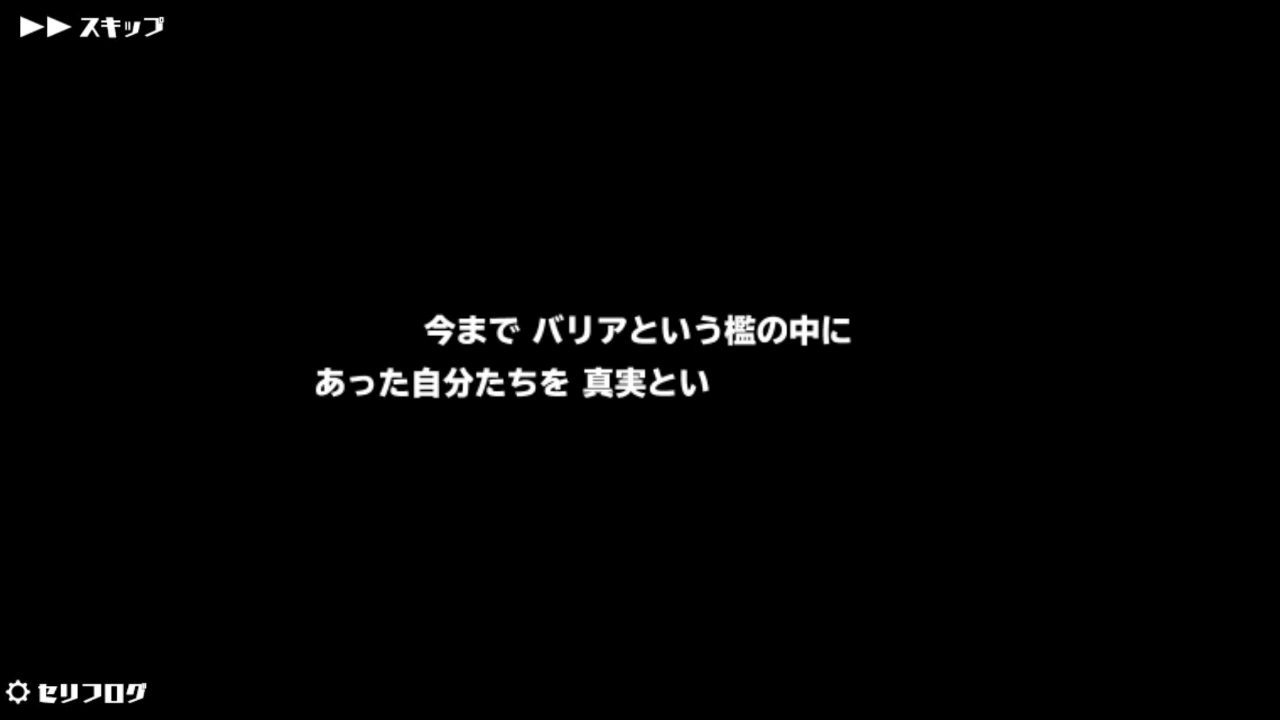 スキップ
今まで バリアという檻の中に
あった自分たちを 真実とい
セリフログ